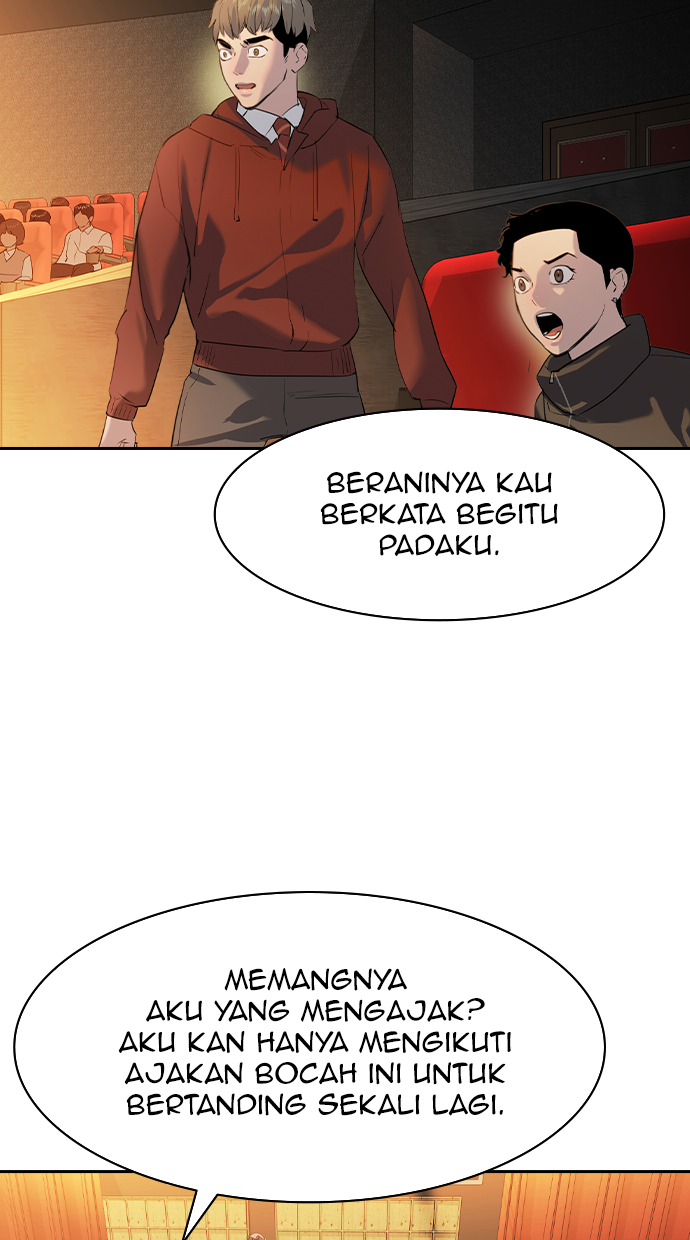 BERANINYA KAU
BERKATA BEGITU
PADAKU.
MEMANGNYA
AKU YANG MENGAJAK?
AKU KAN HANYA MENGIKUTI
AJAKAN BOCAH INI UNTUK
BERTANDING SEKALI LAGI.